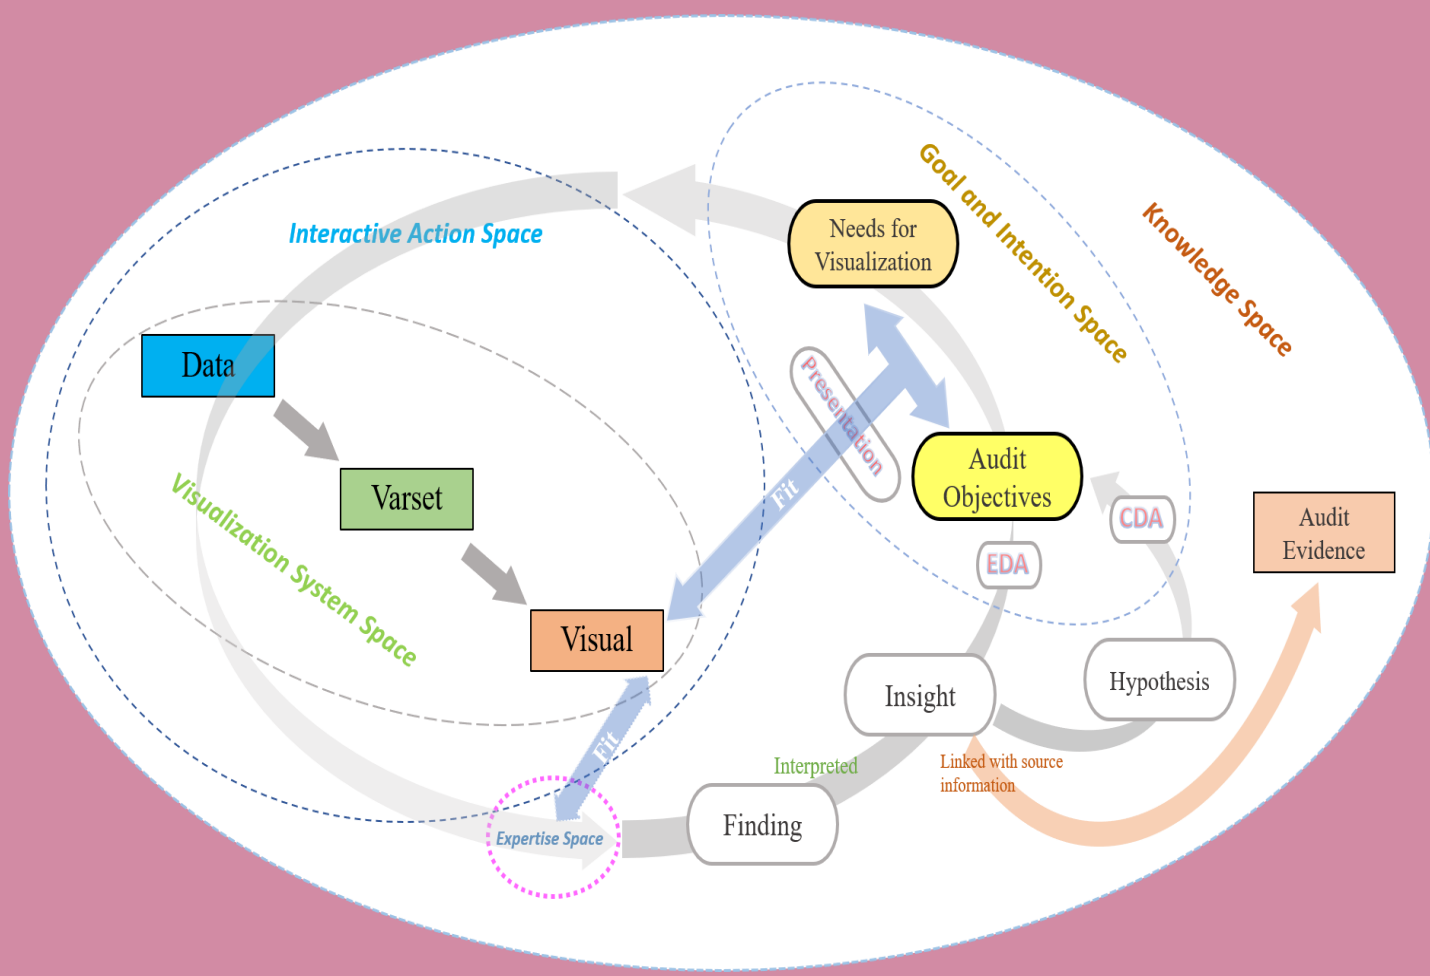 Interactive Action Space
Goal and Intention Space
Knowledge Space
Needs for
Visualization
Data
Presentation
Fit
Audit
Objectives
Varset
CDA
Audit
Evidence
EDA
Visualization System Space
Visual
Insight
Hypothesis
Fit
Interpreted
Linked with source
information
Finding
Expertise Space